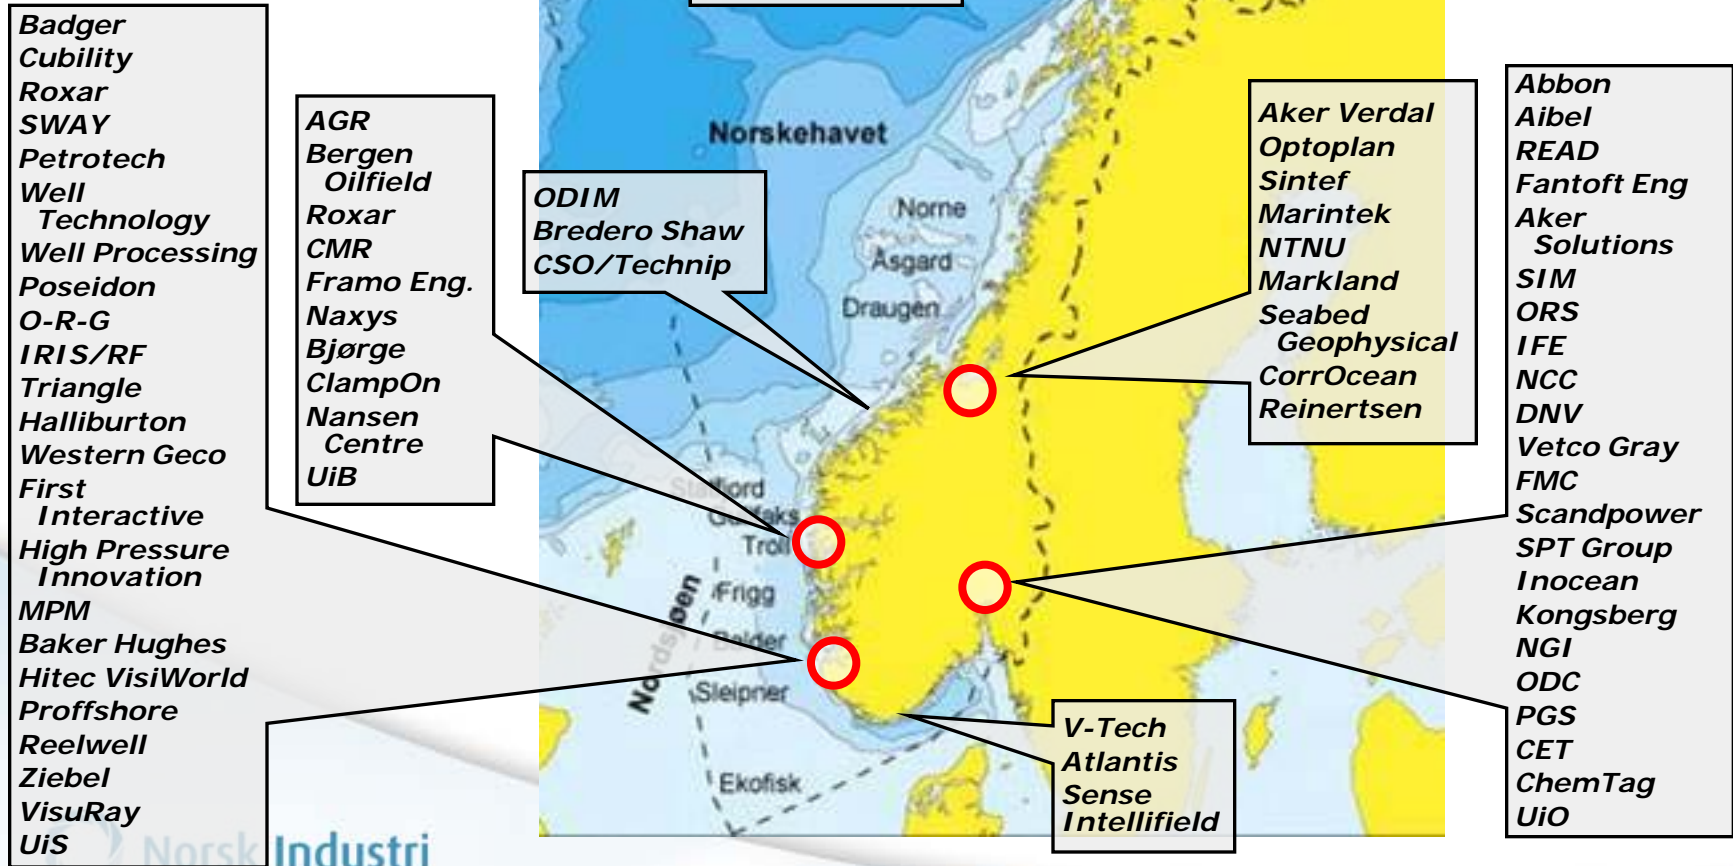 Badger
Cubility
Roxar
SWAY
Petrotech
Well
Technology
Well Processing
Poseidon
O-R-G
IRIS/RF
Triangle
Halliburton
Western Geco
First
Interactive
High Pressure
Innovation
MPM
Baker Hughes
Hitec VisiWorld
Proffshore
Reelwell
Ziebel
VisuRay
UiS
AGR
Bergen
Oilfield
Roxar
CMR
Framo Eng.
Naxys
Bjørge
ClampOn
Nansen
Centre
UiB
ODIM
Bredero Shaw
CSO/Technip
Norskehavet
Norne
Åsgard
Draugen
Statfjord
Gullfaks
Troll
Frigg
Balder
Sleipner
Ekofisk
Nordsjøen
Aker Verdal
Optoplan
Sintef
Marintek
NTNU
Markland
Seabed
Geophysical
CorrOcean
Reinertsen
V-Tech
Atlantis
Sense
Intellifield
Abbon
Aibel
READ
Fantoft Eng
Aker
Solutions
SIM
ORS
IFE
NCC
DNV
Vetco Gray
FMC
Scandpower
SPT Group
Inocean
Kongsberg
NGI
ODC
PGS
CET
ChemTag
UiO
Norsk Industri